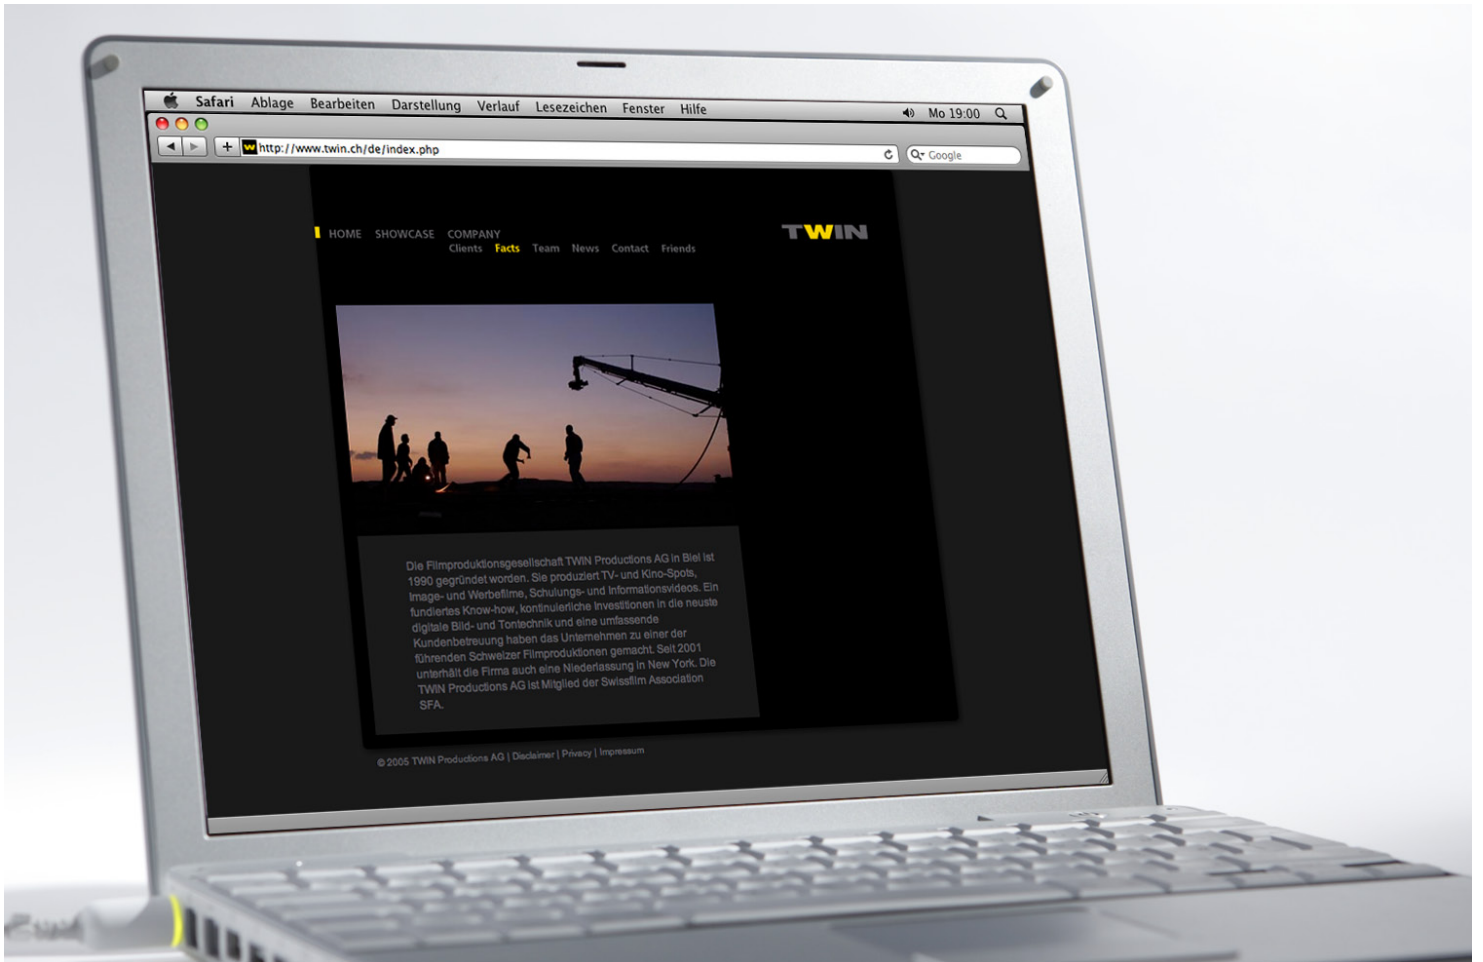 Safari Ablage Bearbeiten Darstellung Verlauf Lesezeichen Fenster Hilfe Mo 19:00
http://www.twin.ch/de/index.php Google
HOME SHOWCASE COMPANY
TWIN
Clients Facts Team News Contact Friends
Die Filmproduktionsgesellschaft TWIN Productions AG in Biel ist
1990 gegründet worden. Sie produziert TV- und Kino-Spots,
Image- und Werbefilme, Schulungs- und Informationsvideos. Ein
fundiertes Know-how, kontinuierliche Investitionen in die neuste
digitale Bild- und Tontechnik und eine umfassende
Kundenbetreuung haben das Unternehmen zu einer der
führenden Schweizer Filmproduktionen gemacht. Seit 2001
unterhält die Firma auch eine Niederlassung in New York. Die
TWIN Productions AG ist Mitglied der Swissfilm Association
SFA.
© 2005 TWIN Productions AG | Disclaimer | Privacy | Impressum